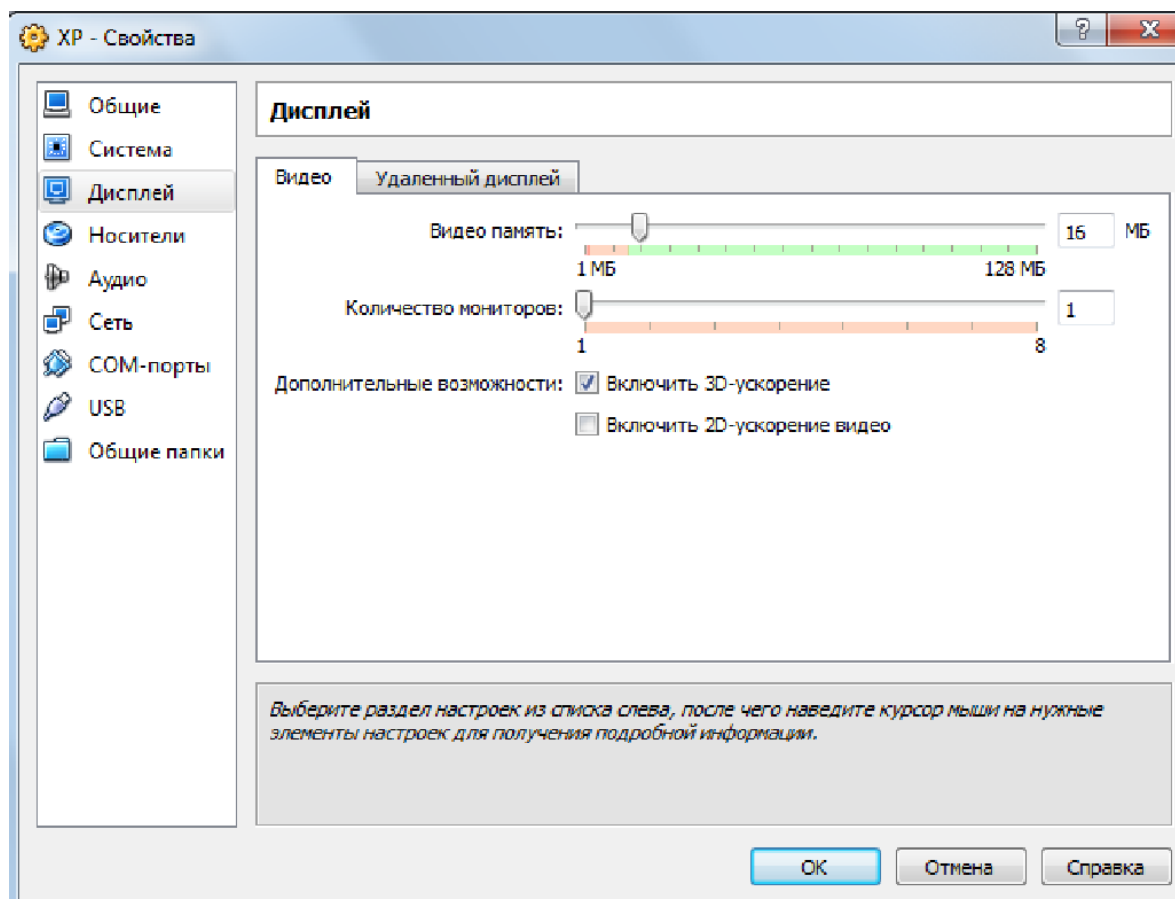 XP - Свойства
Общие
Система
Дисплей
Носители
Аудио
Сеть
COM-порты
USB
Общие папки
Дисплей
Видео
Удаленный дисплей
Видео память:
16 МБ
1 МБ 128 МБ
Количество мониторов:
1
1 8
Дополнительные возможности:
Включить 3D-ускорение
Включить 2D-ускорение видео
Выберите раздел настроек из списка слева, после чего наведите курсор мыши на нужные
элементы настроек для получения подробной информации.
OK
Отмена
Справка